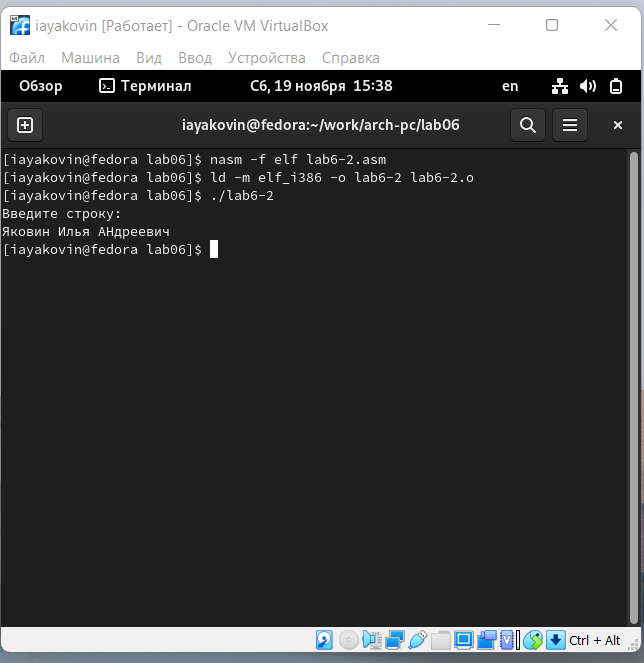 iayakovin [Работает] - Oracle VM VirtualBox
Файл Машина Вид Ввод Устройства Справка
Обзор Терминал Сб, 19 ноября 15:38 en
iayakovin@fedora:~/work/arch-pc/lab06
[iayakovin@fedora lab06]$ nasm -f elf lab6-2.asm
[iayakovin@fedora lab06]$ ld -m elf_i386 -o lab6-2 lab6-2.o
[iayakovin@fedora lab06]$ ./lab6-2
Введите строку:
Яковин Илья АНдреевич
[iayakovin@fedora lab06]$
Ctrl + Alt